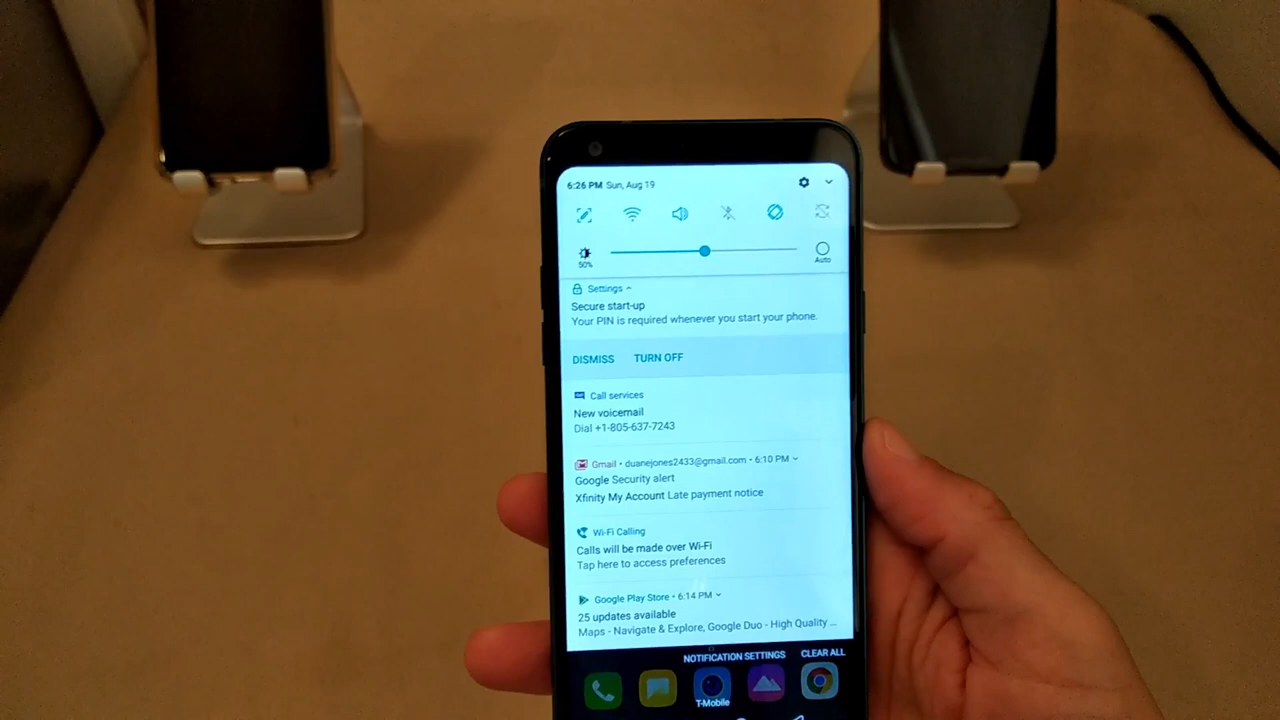 6:26 PM Sun, Aug 19
50%
Auto
Settings
Secure start-up
Your PIN is required whenever you start your phone.
DISMISS TURN OFF
Call services
New voicemail
Dial +1-805-637-7243
Gmail • duanejones2433@gmail.com • 6:10 PM
Google Security alert
Xfinity My Account Late payment notice
Wi-Fi Calling
Calls will be made over Wi-Fi
Tap here to access preferences
Google Play Store • 6:14 PM
25 updates available
Maps - Navigate & Explore, Google Duo - High Quality ...
NOTIFICATION SETTINGS CLEAR ALL
T-Mobile